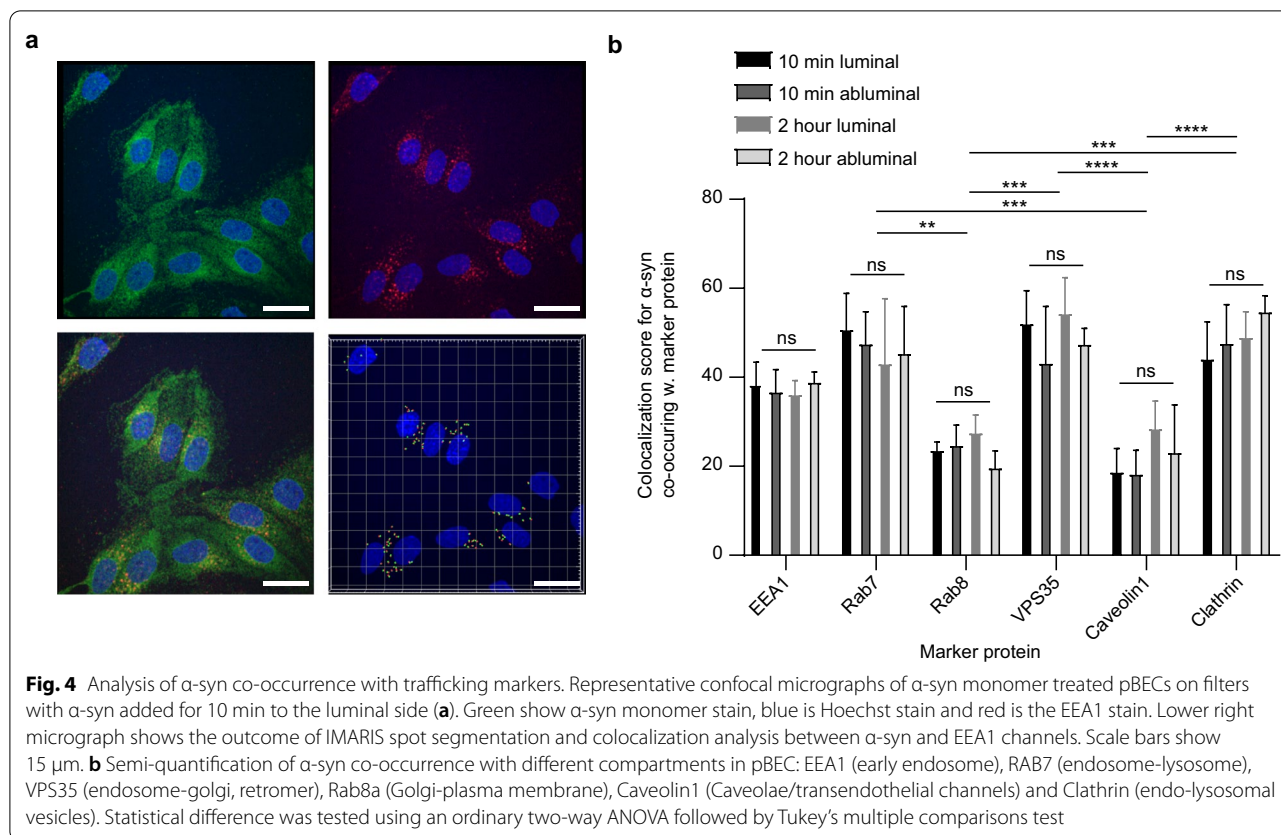 a
b
10 min luminal
10 min abluminal
2 hour luminal
2 hour abluminal
****
***
****
***
***
**
80
60
40
20
0
ns
ns
ns
ns
ns
ns
Colocalization score for α-syn
co-occuring w. marker protein
EEA1
Rab7
Rab8
VPS35
Caveolin1
Clathrin
Marker protein
Fig. 4 Analysis of α-syn co-occurrence with trafficking markers. Representative confocal micrographs of α-syn monomer treated pBECs on filters
with α-syn added for 10 min to the luminal side (a). Green show α-syn monomer stain, blue is Hoechst stain and red is the EEA1 stain. Lower right
micrograph shows the outcome of IMARIS spot segmentation and colocalization analysis between α-syn and EEA1 channels. Scale bars show
15 μm. b Semi-quantification of α-syn co-occurrence with different compartments in pBEC: EEA1 (early endosome), RAB7 (endosome-lysosome),
VPS35 (endosome-golgi, retromer), Rab8a (Golgi-plasma membrane), Caveolin1 (Caveolae/transendothelial channels) and Clathrin (endo-lysosomal
vesicles). Statistical difference was tested using an ordinary two-way ANOVA followed by Tukey's multiple comparisons test